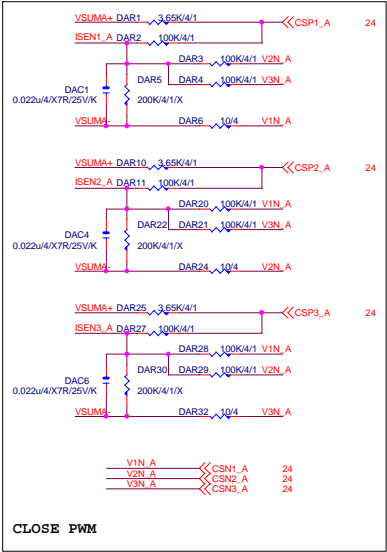 VSUMA+ DAR1 3.65K/4/1 CSP1_A 24
ISEN1_A DAR2 100K/4/1
DAR3 100K/4/1 V2N_A
DAC1 DAR5 DAR4 100K/4/1 V3N_A
0.022u/4/X7R/25V/K 200K/4/1/X
VSUMA- DAR6 10/4 V1N_A
VSUMA+ DAR10 3.65K/4/1 CSP2_A 24
ISEN2_A DAR11 100K/4/1
DAR20 100K/4/1 V1N_A
DAC4 DAR22 DAR21 100K/4/1 V3N_A
0.022u/4/X7R/25V/K 200K/4/1/X
VSUMA- DAR24 10/4 V2N_A
VSUMA+ DAR25 3.65K/4/1 CSP3_A 24
ISEN3_A DAR27 100K/4/1
DAR28 100K/4/1 V1N_A
DAC6 DAR30 DAR29 100K/4/1 V2N_A
0.022u/4/X7R/25V/K 200K/4/1/X
VSUMA- DAR32 10/4 V3N_A
V1N_A CSN1_A 24
V2N_A CSN2_A 24
V3N_A CSN3_A 24
CLOSE PWM